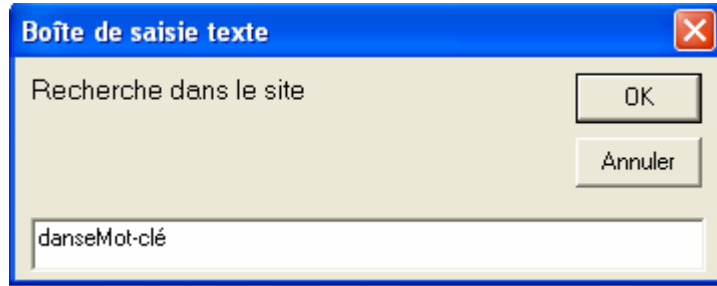 Boîte de saisie texte
Recherche dans le site
OK
Annuler
danseMot-clé